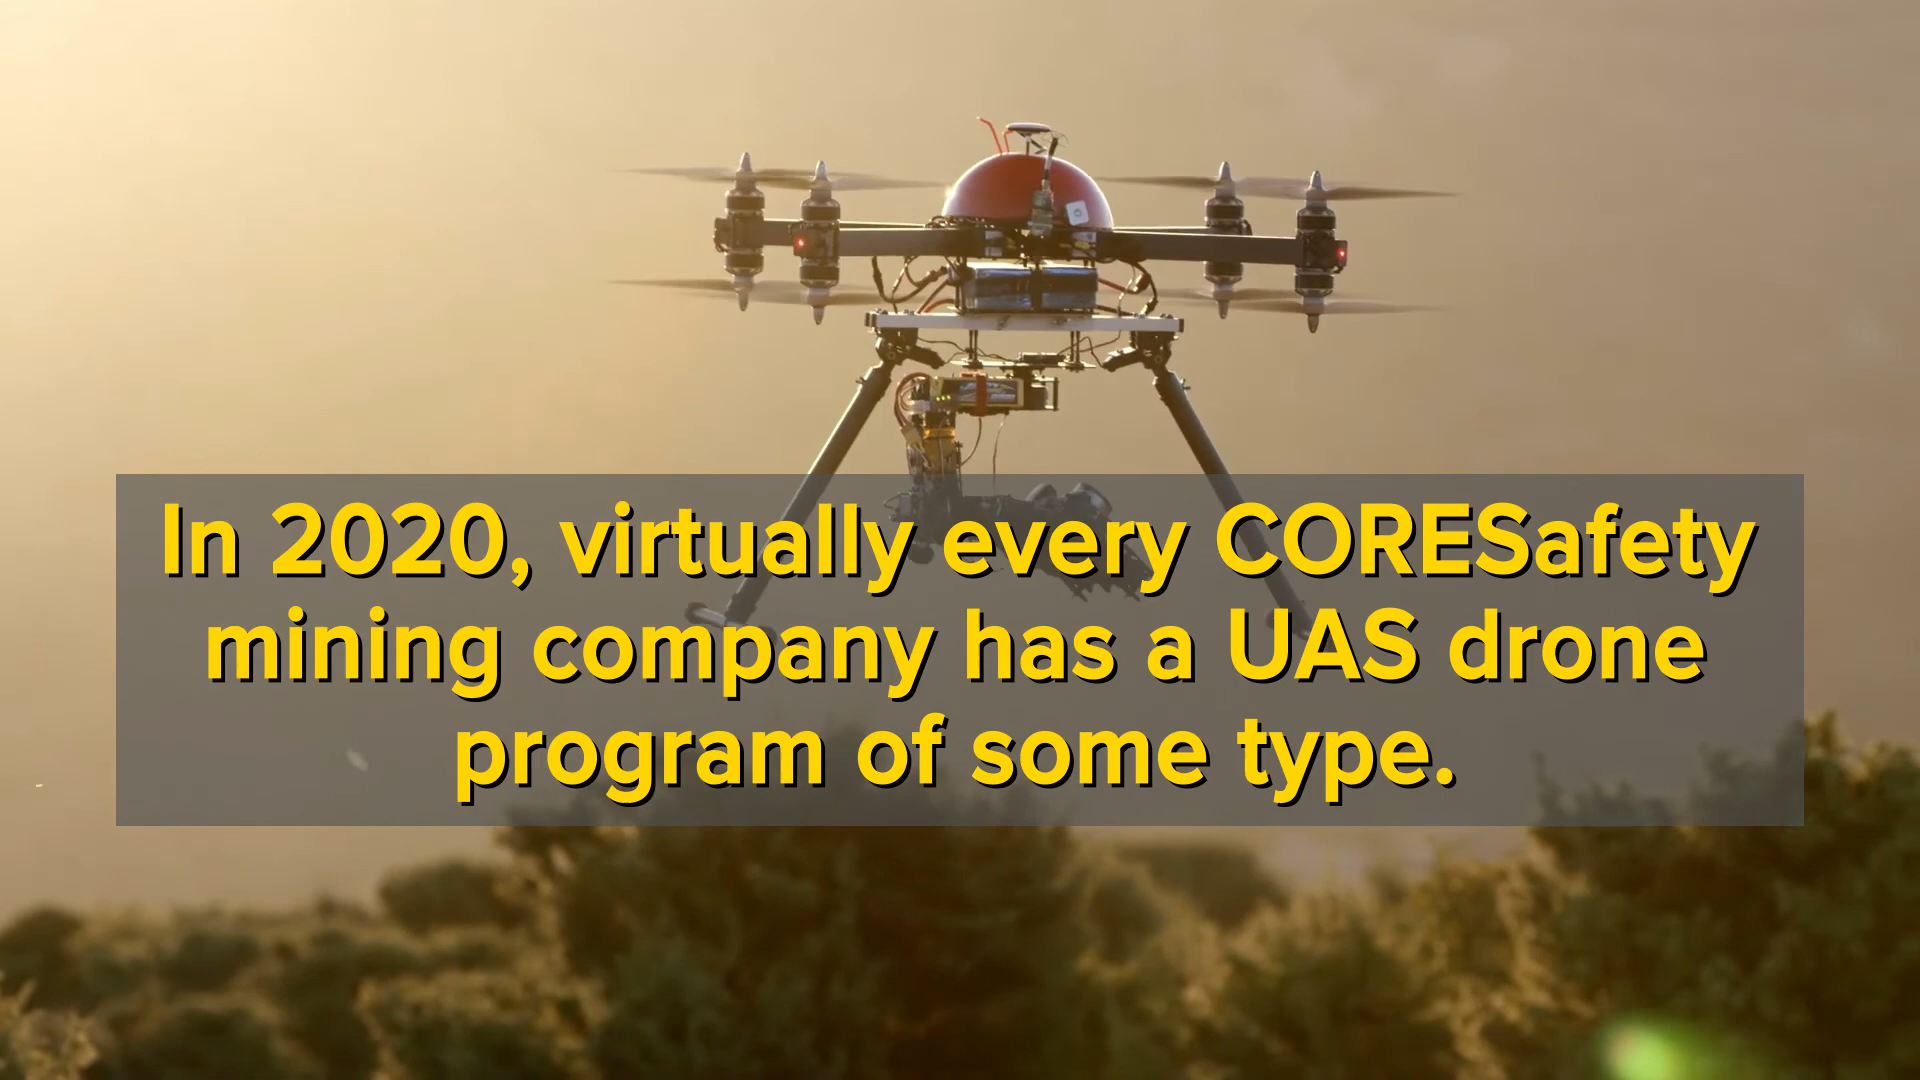 In 2020, virtually every CORESafety
mining company has a UAS drone
program of some type.